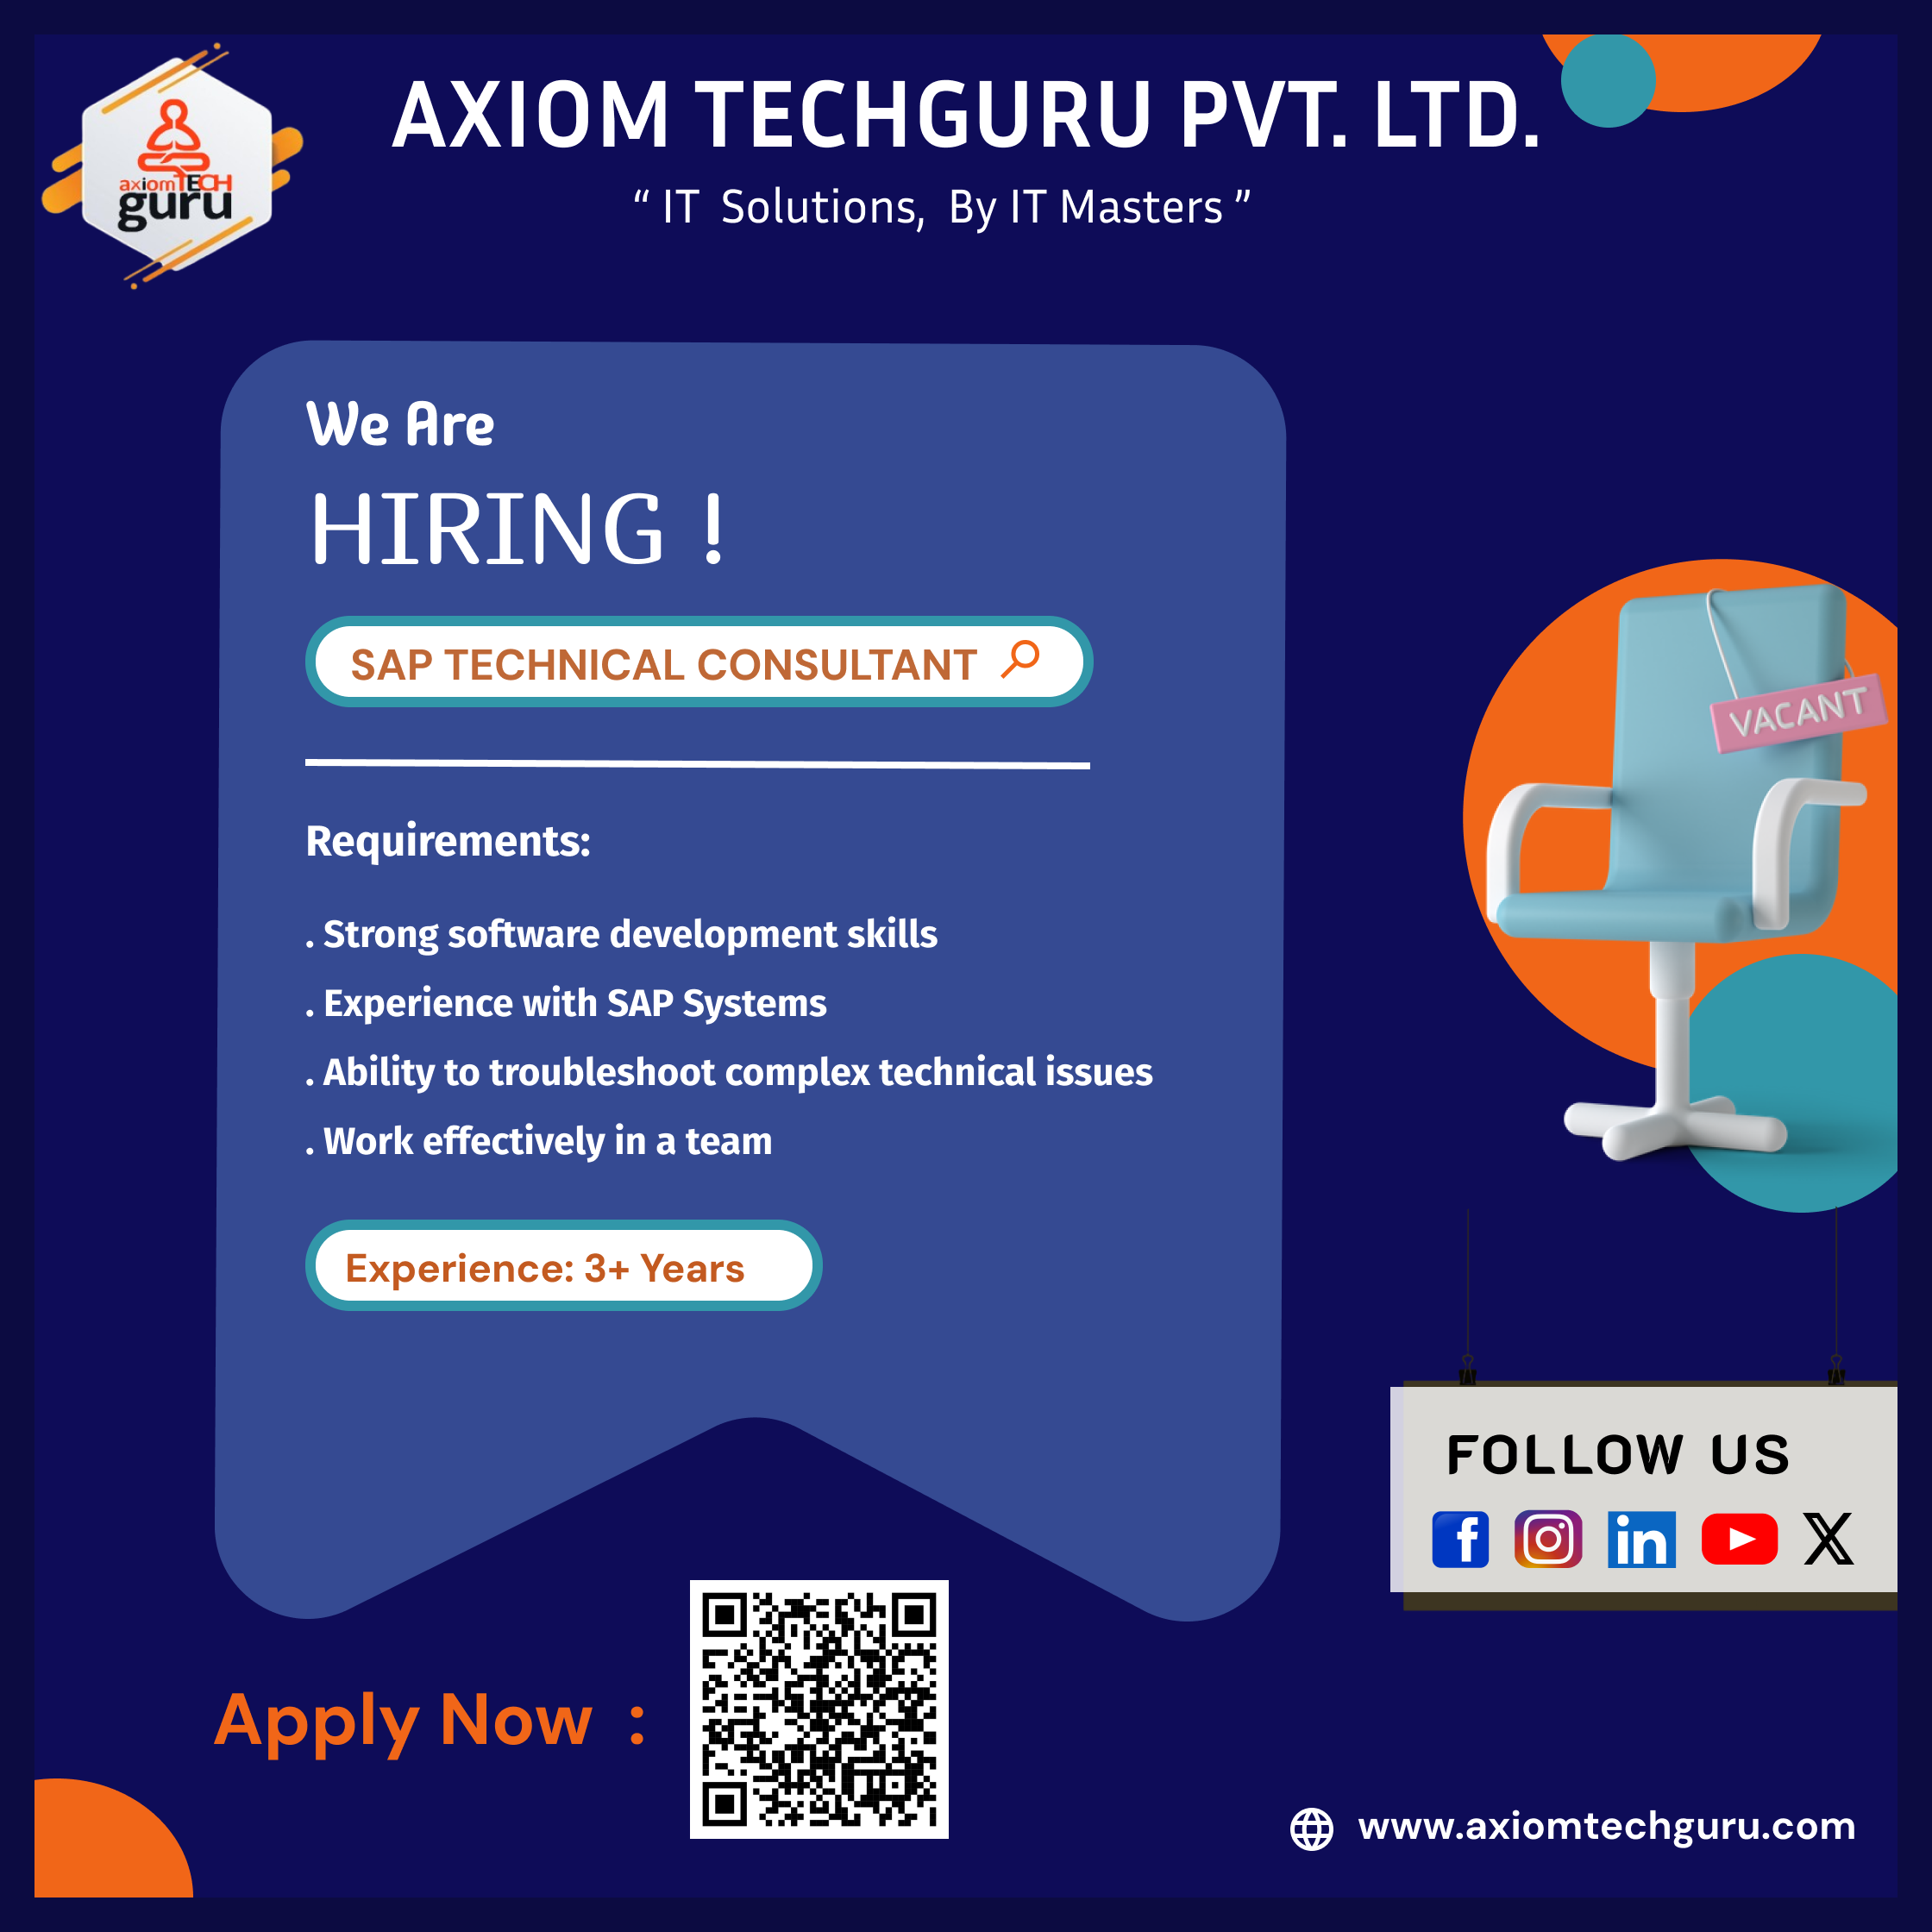 axiomTECH
guru
AXIOM TECHGURU PVT. LTD.
“ IT Solutions, By IT Masters ”
We Are
HIRING !
SAP TECHNICAL CONSULTANT
VACANT
Requirements:
. Strong software development skills
. Experience with SAP Systems
. Ability to troubleshoot complex technical issues
. Work effectively in a team
Experience: 3+ Years
FOLLOW US
Apply Now :
www.axiomtechguru.com